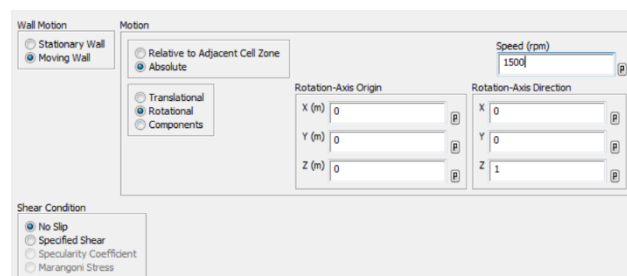 Wall Motion
Motion
Stationary Wall
Moving Wall
Relative to Adjacent Cell Zone
Absolute
Speed (rpm)
1500
P
Translational
Rotational
Components
Rotation-Axis Origin
X (m) 0 P
Y (m) 0 P
Z (m) 0 P
Rotation-Axis Direction
X 0 P
Y 0 P
Z 1 P
Shear Condition
No Slip
Specified Shear
Specularity Coefficient
Marangoni Stress